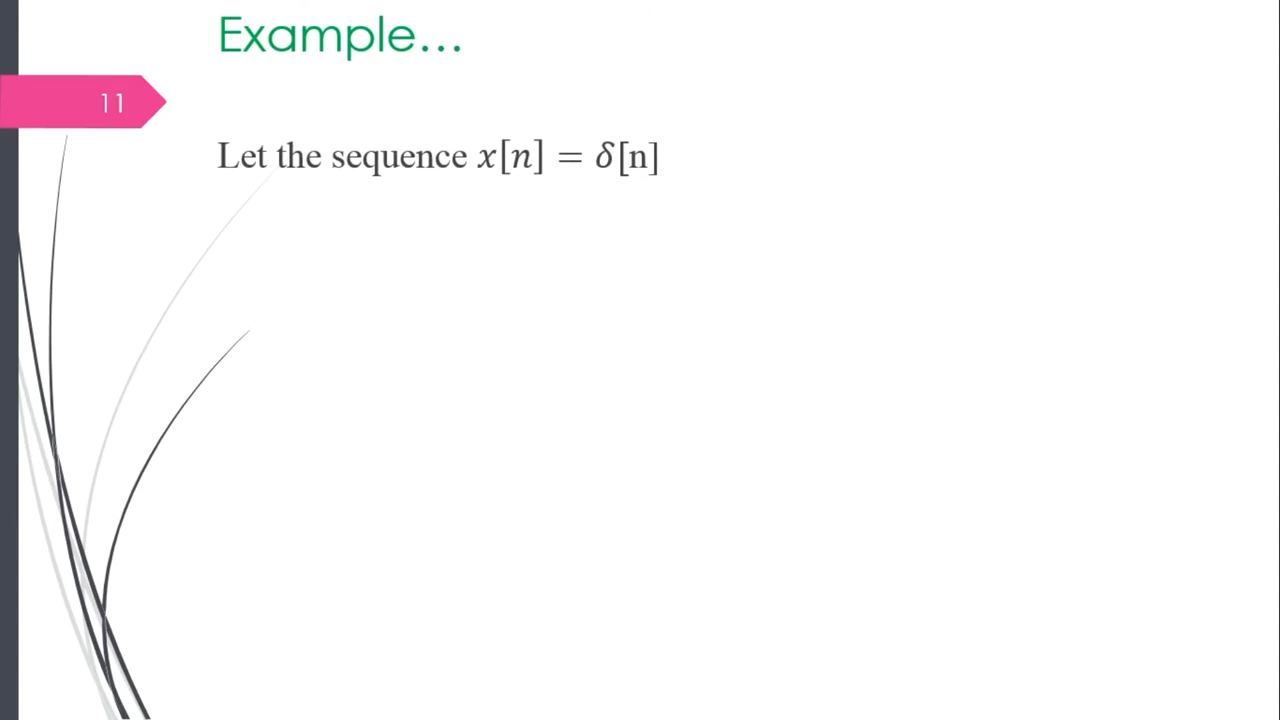 Example...
11
Let the sequence x[n] = δ[n]